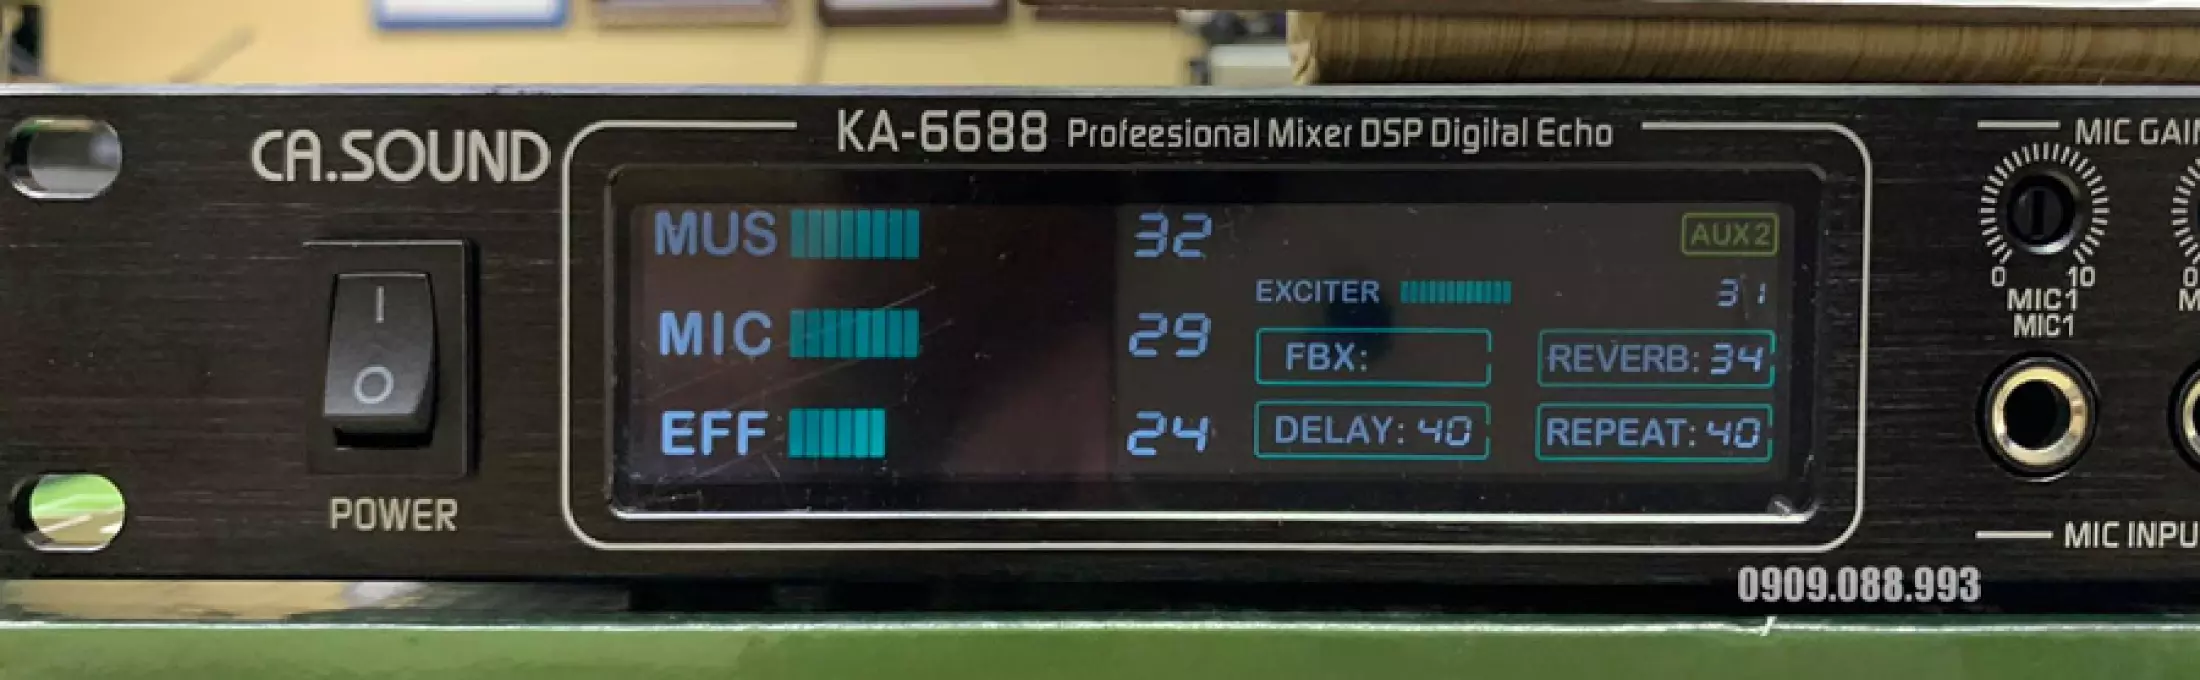 CA.SOUND
KA-6688 Profeesional Mixer DSP Digital Echo
MUS 32
MIC 29
EFF 24
AUX2
EXCITER 31
FBX:
REVERB: 34
DELAY: 40
REPEAT: 40
POWER
MIC GAIN
0 10
MIC1
MIC1
MIC INPU
0909.088.993